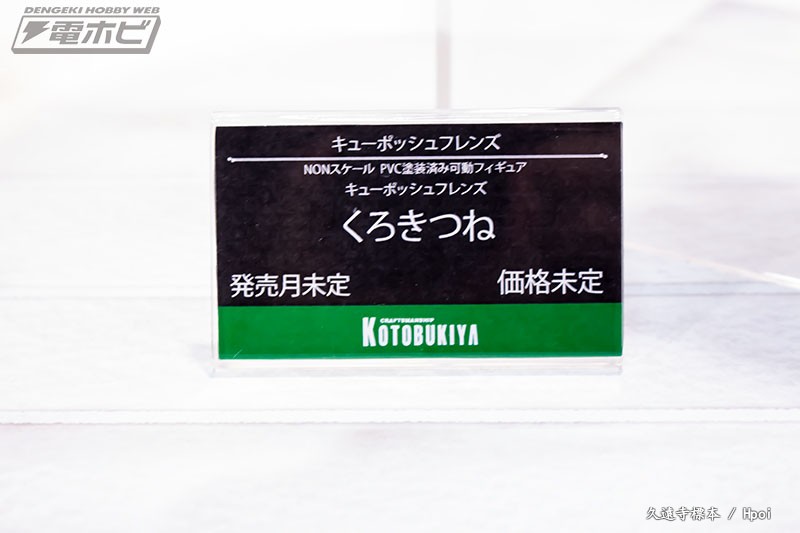 DENGEKI HOBBY WEB
電ホビ
キューポッシュフレンズ
NONスケール PVC塗装済み可動フィギュア
キューポッシュフレンズ
くろきつね
発売月未定 価格未定
CRAFTSMANSHIP
KOTOBUKIYA
久遠寺標本 / Hpoi